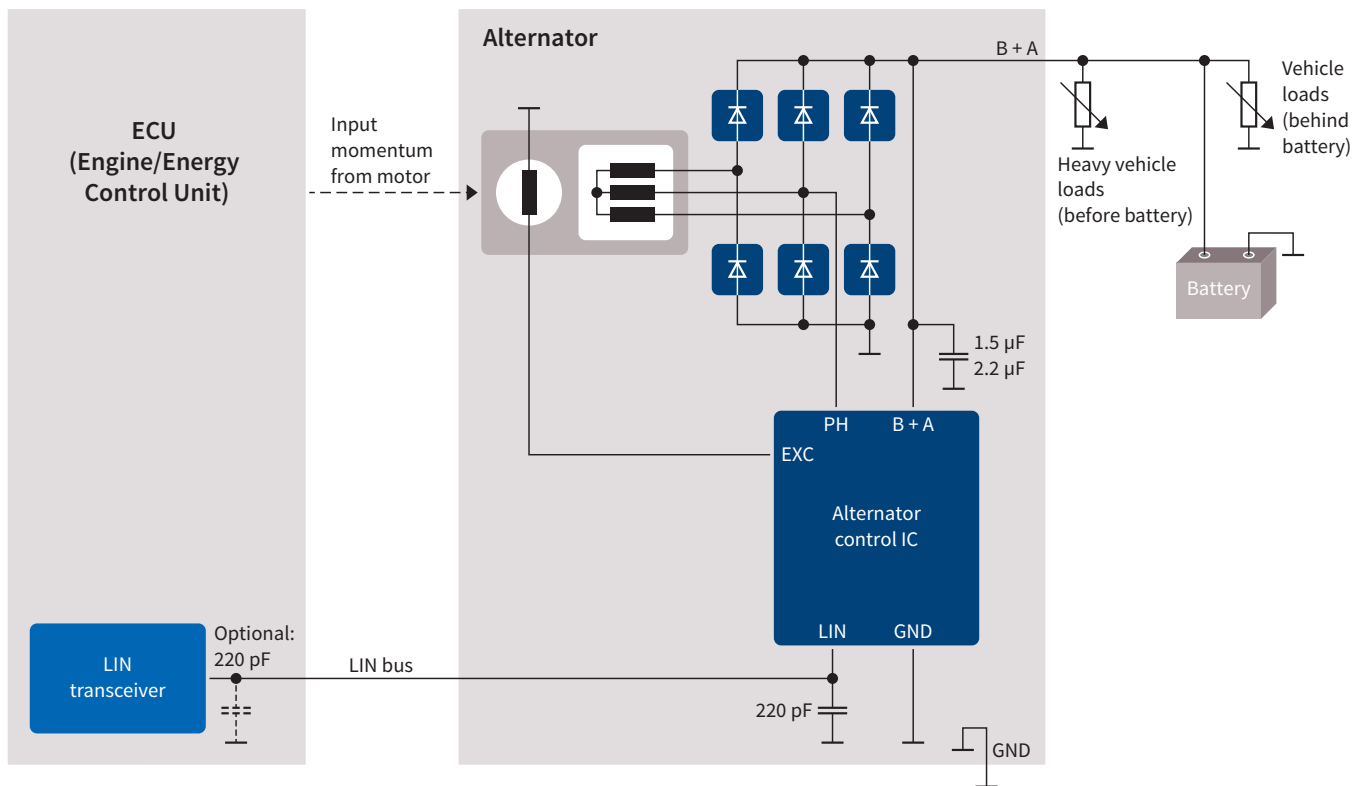 Alternator
B + A
ECU
(Engine/Energy
Control Unit)
Input
momentum
from motor
Vehicle
loads
(behind
battery)
Heavy vehicle
loads
(before battery)
Battery
1.5 µF
2.2 µF
PH
B + A
EXC
Alternator
control IC
LIN
GND
LIN
transceiver
Optional:
220 pF
LIN bus
220 pF
GND